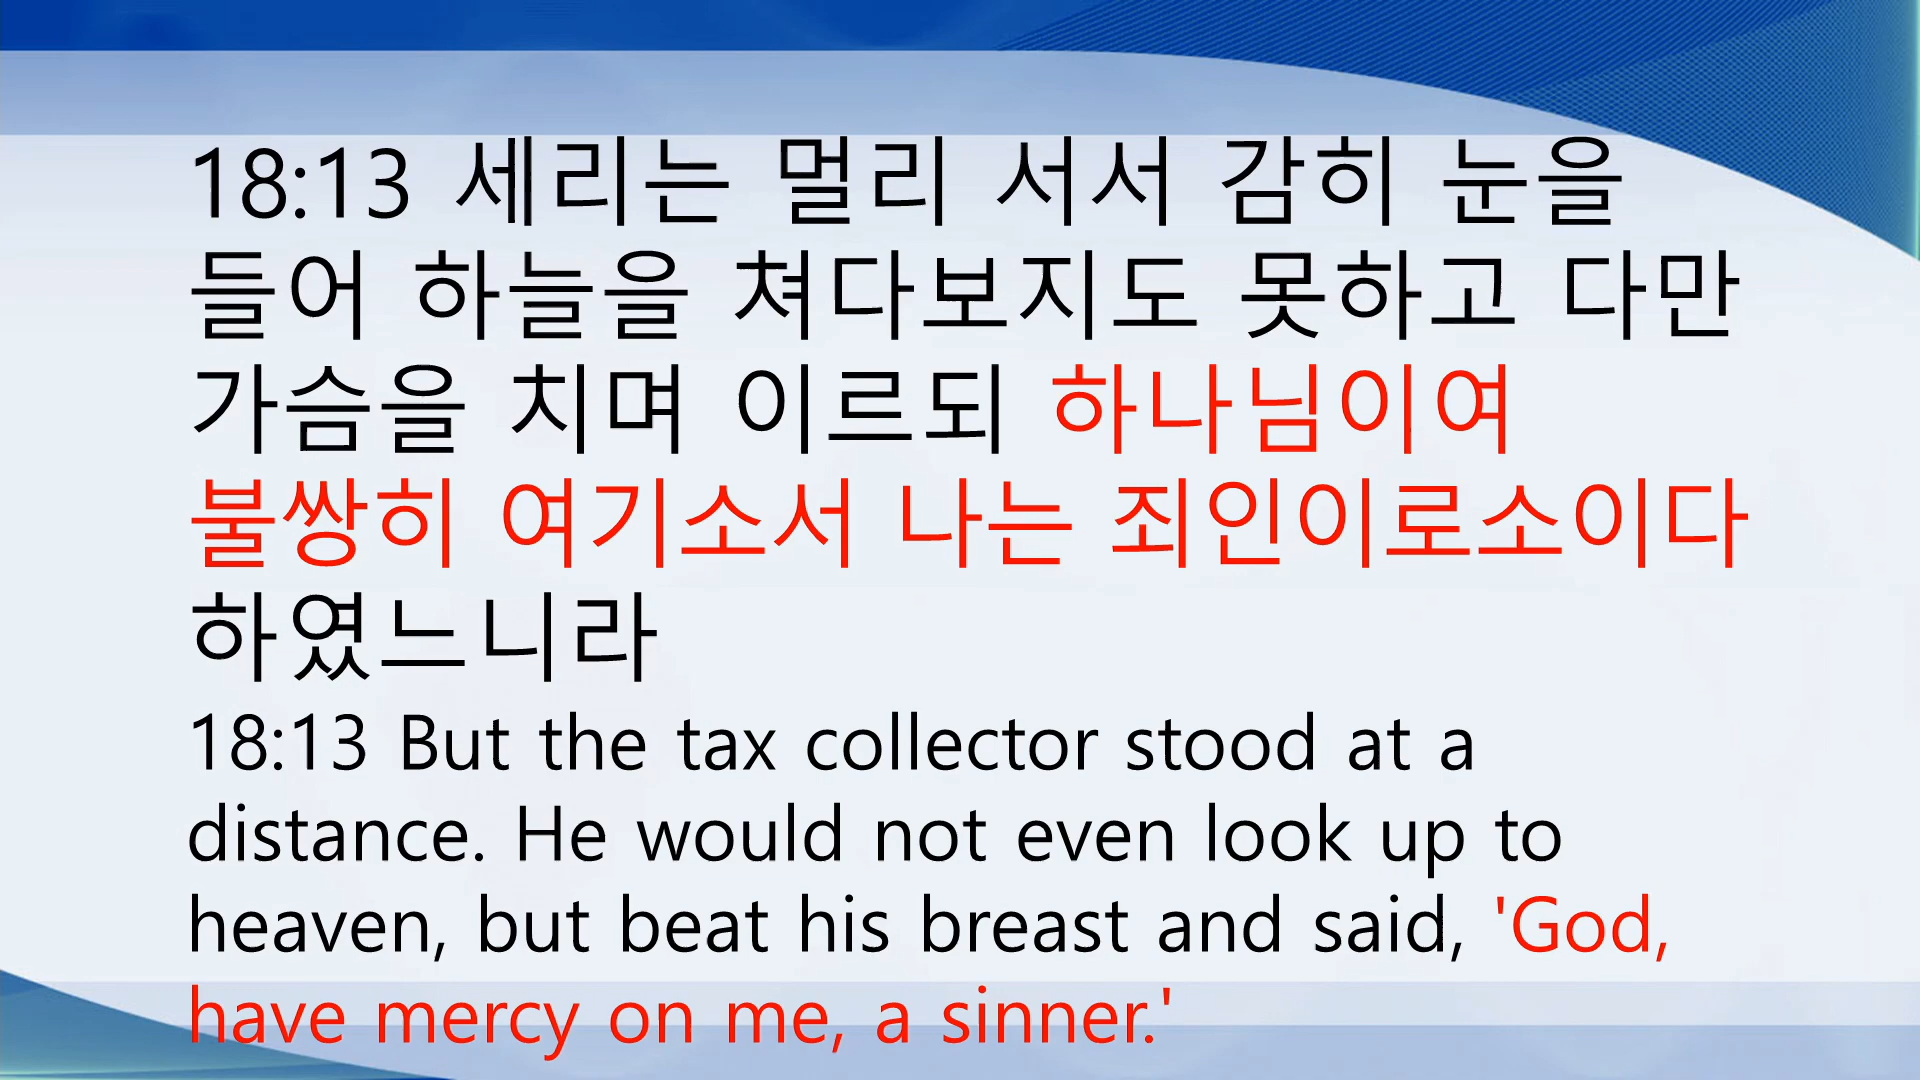 18:13 세리는 멀리 서서 감히 눈을
들어 하늘을 쳐다보지도 못하고 다만
가슴을 치며 이르되 하나님이여
불쌍히 여기소서 나는 죄인이로소이다
하였느니라
18:13 But the tax collector stood at a
distance. He would not even look up to
heaven, but beat his breast and said, 'God,
have mercy on me, a sinner.'